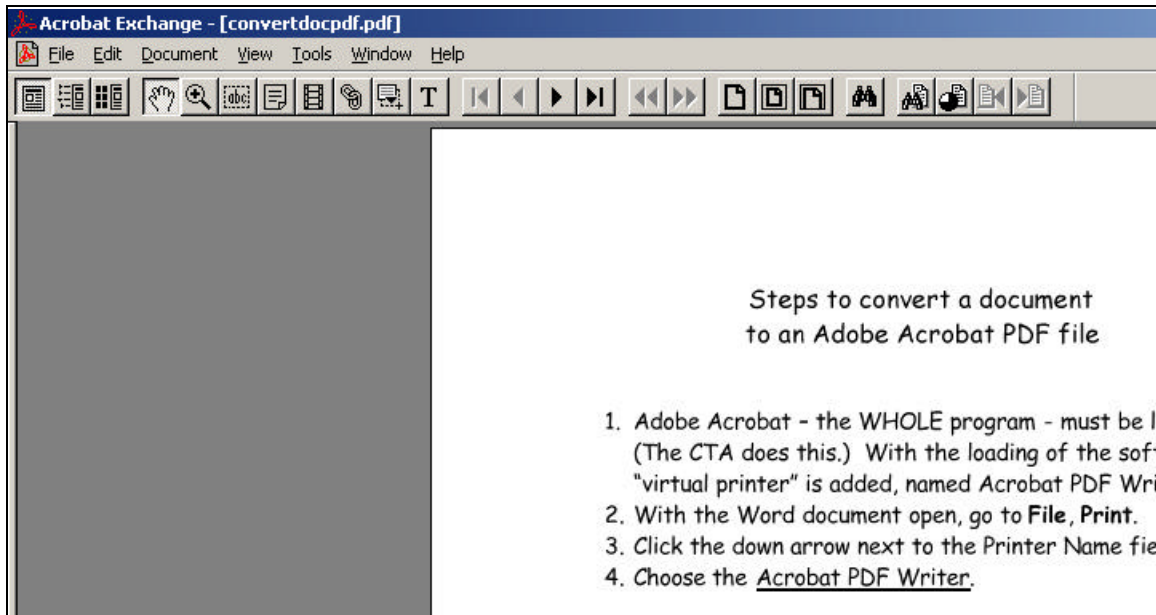 Acrobat Exchange - [convertdocpdf.pdf]
File Edit Document View Tools Window Help
abc T
Steps to convert a document
to an Adobe Acrobat PDF file
1. Adobe Acrobat – the WHOLE program - must be
(The CTA does this.) With the loading of the
“virtual printer” is added, named Acrobat PDF
2. With the Word document open, go to File, Print.
3. Click the down arrow next to the Printer Name
4. Choose the Acrobat PDF Writer.